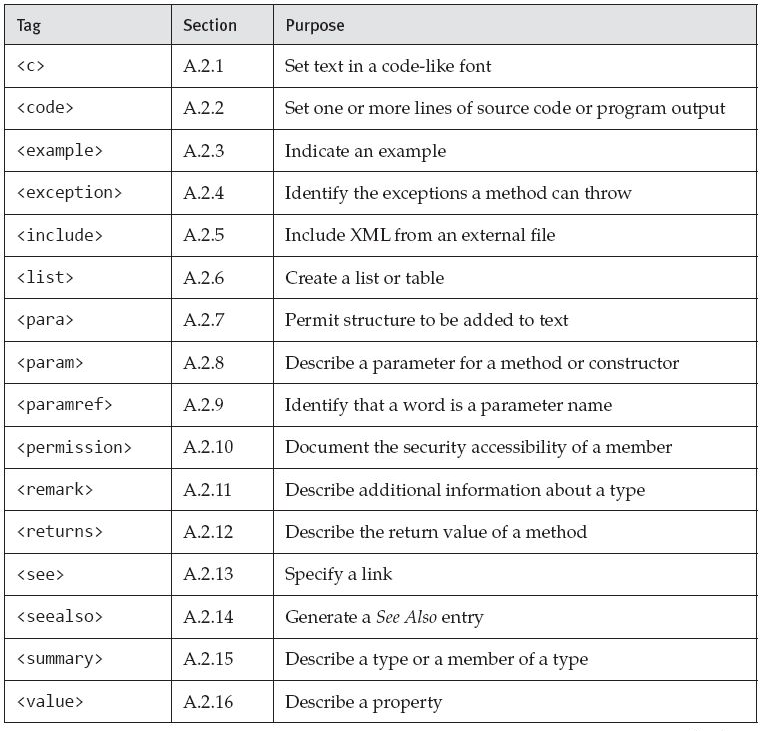 Tag Section Purpose
<c> A.2.1 Set text in a code-like font
<code> A.2.2 Set one or more lines of source code or program output
<example> A.2.3 Indicate an example
<exception> A.2.4 Identify the exceptions a method can throw
<include> A.2.5 Include XML from an external file
<list> A.2.6 Create a list or table
<para> A.2.7 Permit structure to be added to text
<param> A.2.8 Describe a parameter for a method or constructor
<paramref> A.2.9 Identify that a word is a parameter name
<permission> A.2.10 Document the security accessibility of a member
<remark> A.2.11 Describe additional information about a type
<returns> A.2.12 Describe the return value of a method
<see> A.2.13 Specify a link
<seealso> A.2.14 Generate a See Also entry
<summary> A.2.15 Describe a type or a member of a type
<value> A.2.16 Describe a property